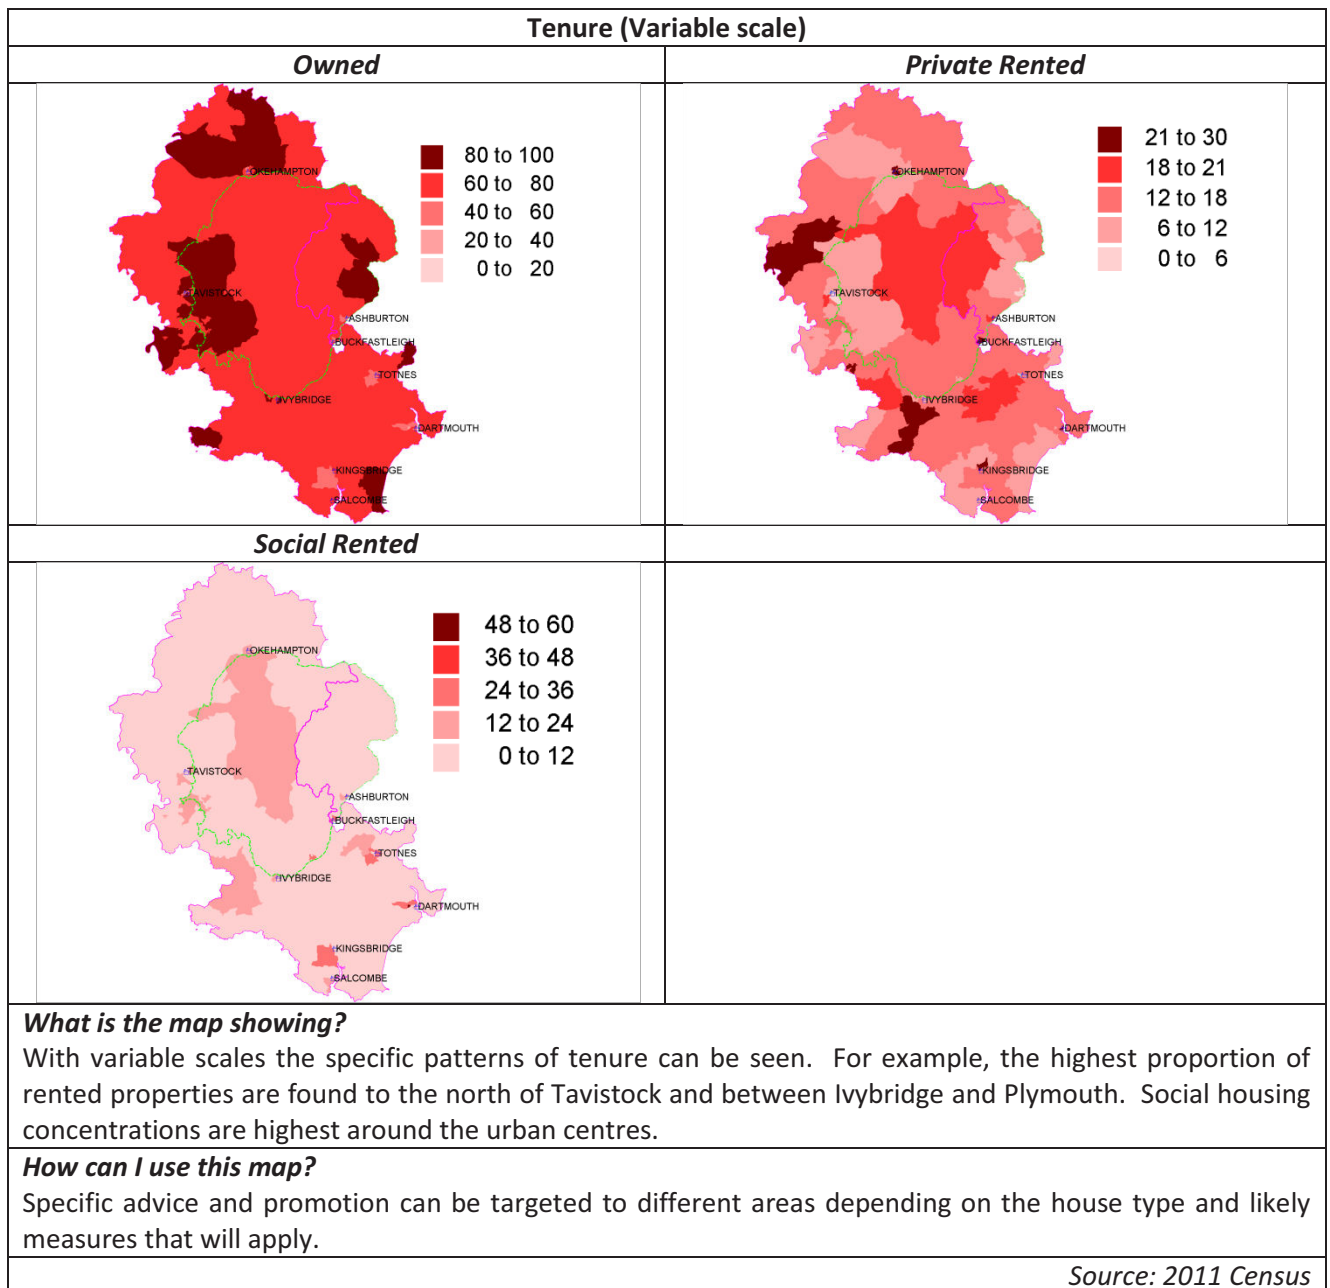 Tenure (Variable scale)
Owned
Private Rented
80 to 100
60 to 80
40 to 60
20 to 40
0 to 20
OKEHAMPTON
TAVISTOCK
ASHBURTON
BUCKFASTLEIGH
TOTNES
IVYBRIDGE
DARTMOUTH
KINGSBRIDGE
SALCOMBE
21 to 30
18 to 21
12 to 18
6 to 12
0 to 6
OKEHAMPTON
TAVISTOCK
ASHBURTON
BUCKFASTLEIGH
TOTNES
IVYBRIDGE
DARTMOUTH
KINGSBRIDGE
SALCOMBE
Social Rented
48 to 60
36 to 48
24 to 36
12 to 24
0 to 12
OKEHAMPTON
TAVISTOCK
ASHBURTON
BUCKFASTLEIGH
TOTNES
IVYBRIDGE
DARTMOUTH
KINGSBRIDGE
SALCOMBE
What is the map showing?
With variable scales the specific patterns of tenure can be seen. For example, the highest proportion of
rented properties are found to the north of Tavistock and between Ivybridge and Plymouth. Social housing
concentrations are highest around the urban centres.
How can I use this map?
Specific advice and promotion can be targeted to different areas depending on the house type and likely
measures that will apply.
Source: 2011 Census